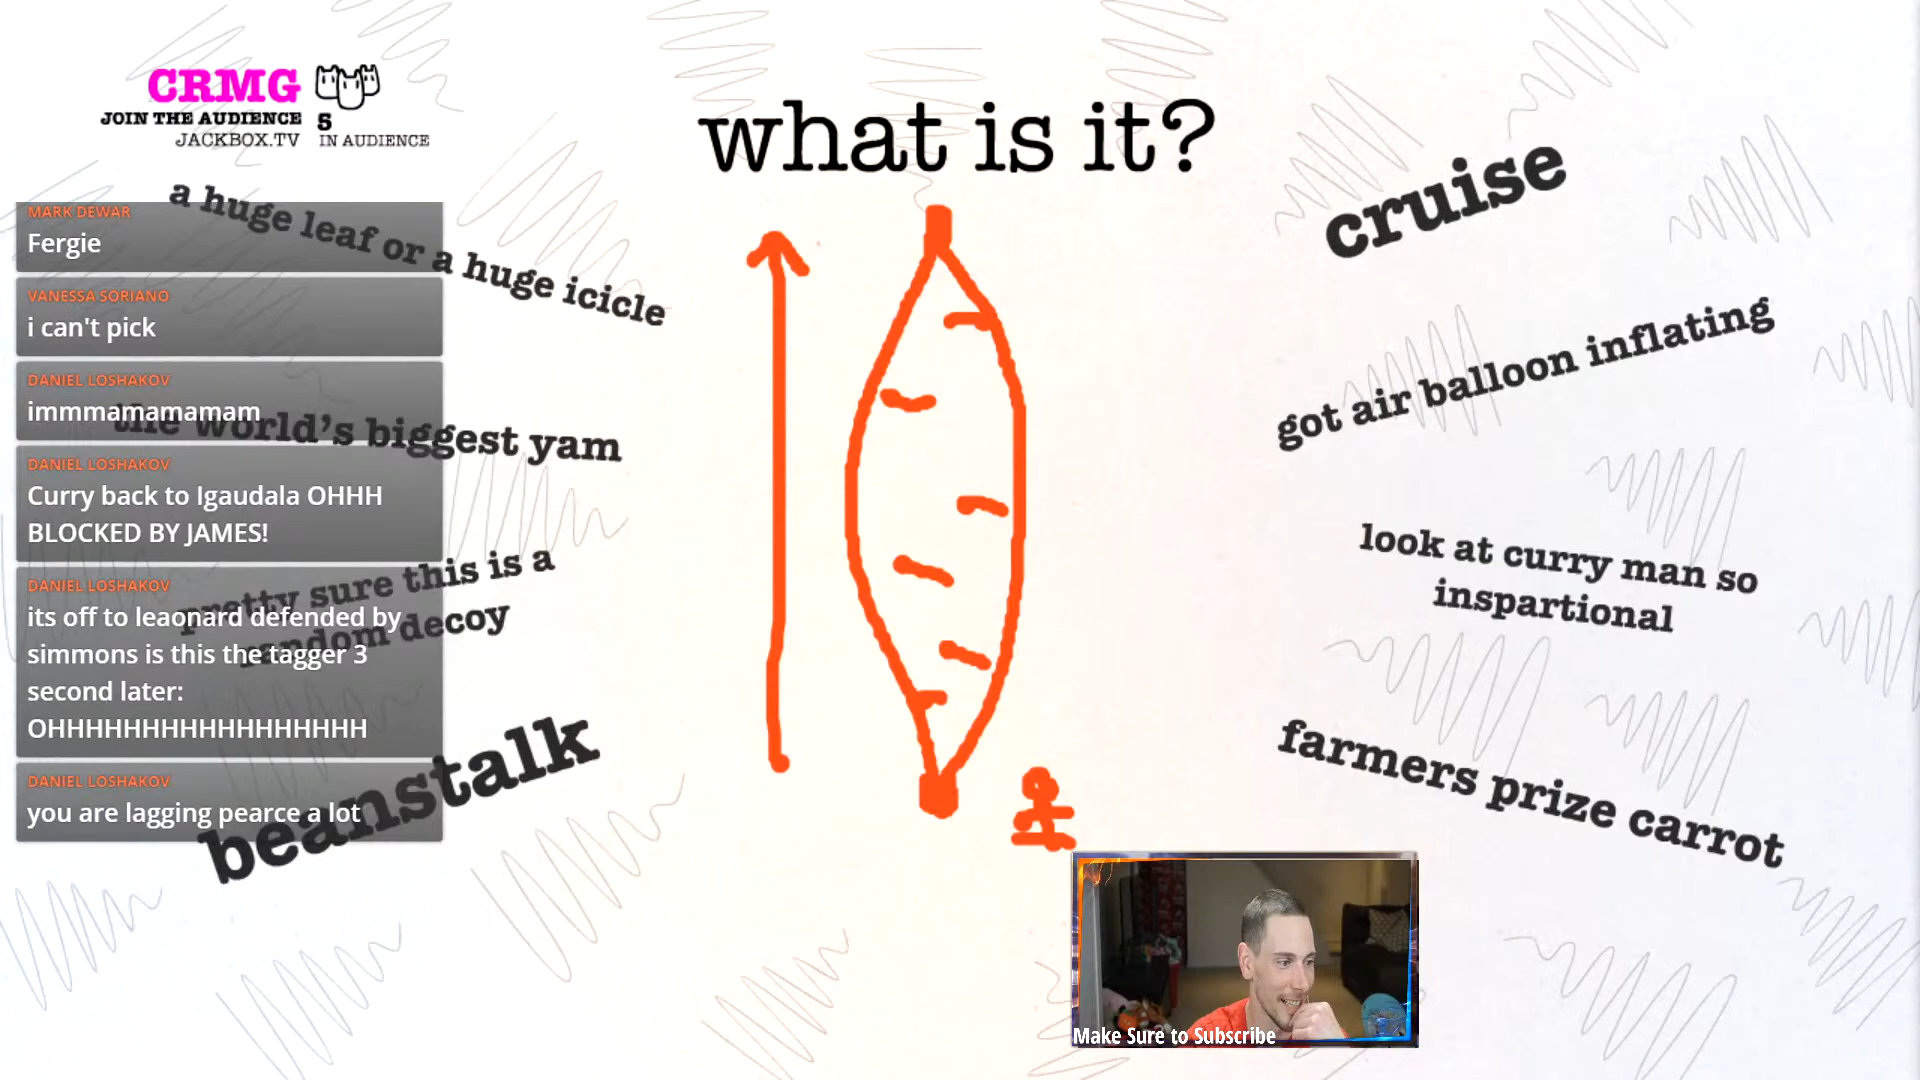 CRMG
JOIN THE AUDIENCE
JACKBOX.TV
5
IN AUDIENCE
what is it?
a huge leaf or a huge icicle
the world's biggest yam
pretty sure this is a
random decoy
beanstalk
cruise
got air balloon inflating
look at curry man so
inspartional
farmers prize carrot
MARK DEWAR
Fergie
VANESSA SORIANO
i can't pick
DANIEL LOSHAKOV
immmamamamam
DANIEL LOSHAKOV
Curry back to Igaudala OHHH
BLOCKED BY JAMES!
DANIEL LOSHAKOV
its off to leaonard defended by
simmons is this the tagger 3
second later:
OHHHHHHHHHHHHHHHHH
DANIEL LOSHAKOV
you are lagging pearce a lot
Make Sure to Subscribe